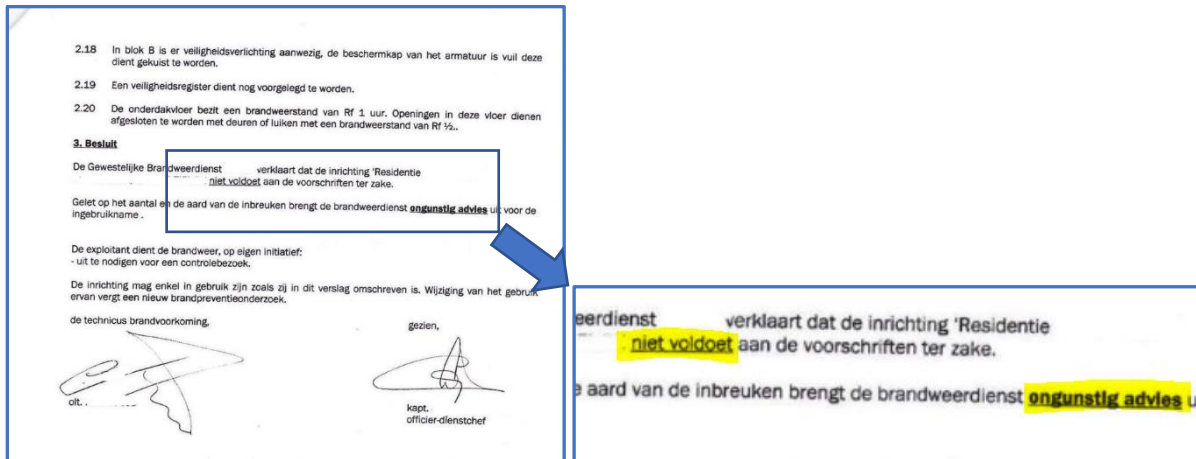 2.18 In blok B is er veiligheidsverlichting aanwezig, de beschermkap van het armatuur is vuil deze
dient gekuist te worden.
2.19 Een veiligheidsregister dient nog voorgelegd te worden.
2.20 De onderdakvloer bezit een brandweerstand van Rf 1 uur. Openingen in deze vloer dienen
afgesloten te worden met deuren of luiken met een brandweerstand van Rf ½..
3. Besluit
De Gewestelijke Brandweerdienst verklaart dat de inrichting 'Residentie
niet voldoet aan de voorschriften ter zake.
Gelet op het aantal en de aard van de inbreuken brengt de brandweerdienst ongunstig advies uit voor de
ingebruikname .
De exploitant dient de brandweer, op eigen initiatief:
- uit te nodigen voor een controlebezoek.
De inrichting mag enkel in gebruik zijn zoals zij in dit verslag omschreven is. Wijziging van het gebruik
ervan vergt een nieuw brandpreventieonderzoek.
de technicus brandvoorkoming,
gezien,
olt.
kapt.
officier-dienstchef
eerdienst verklaart dat de inrichting 'Residentie
niet voldoet aan de voorschriften ter zake.
e aard van de inbreuken brengt de brandweerdienst ongunstig advies u